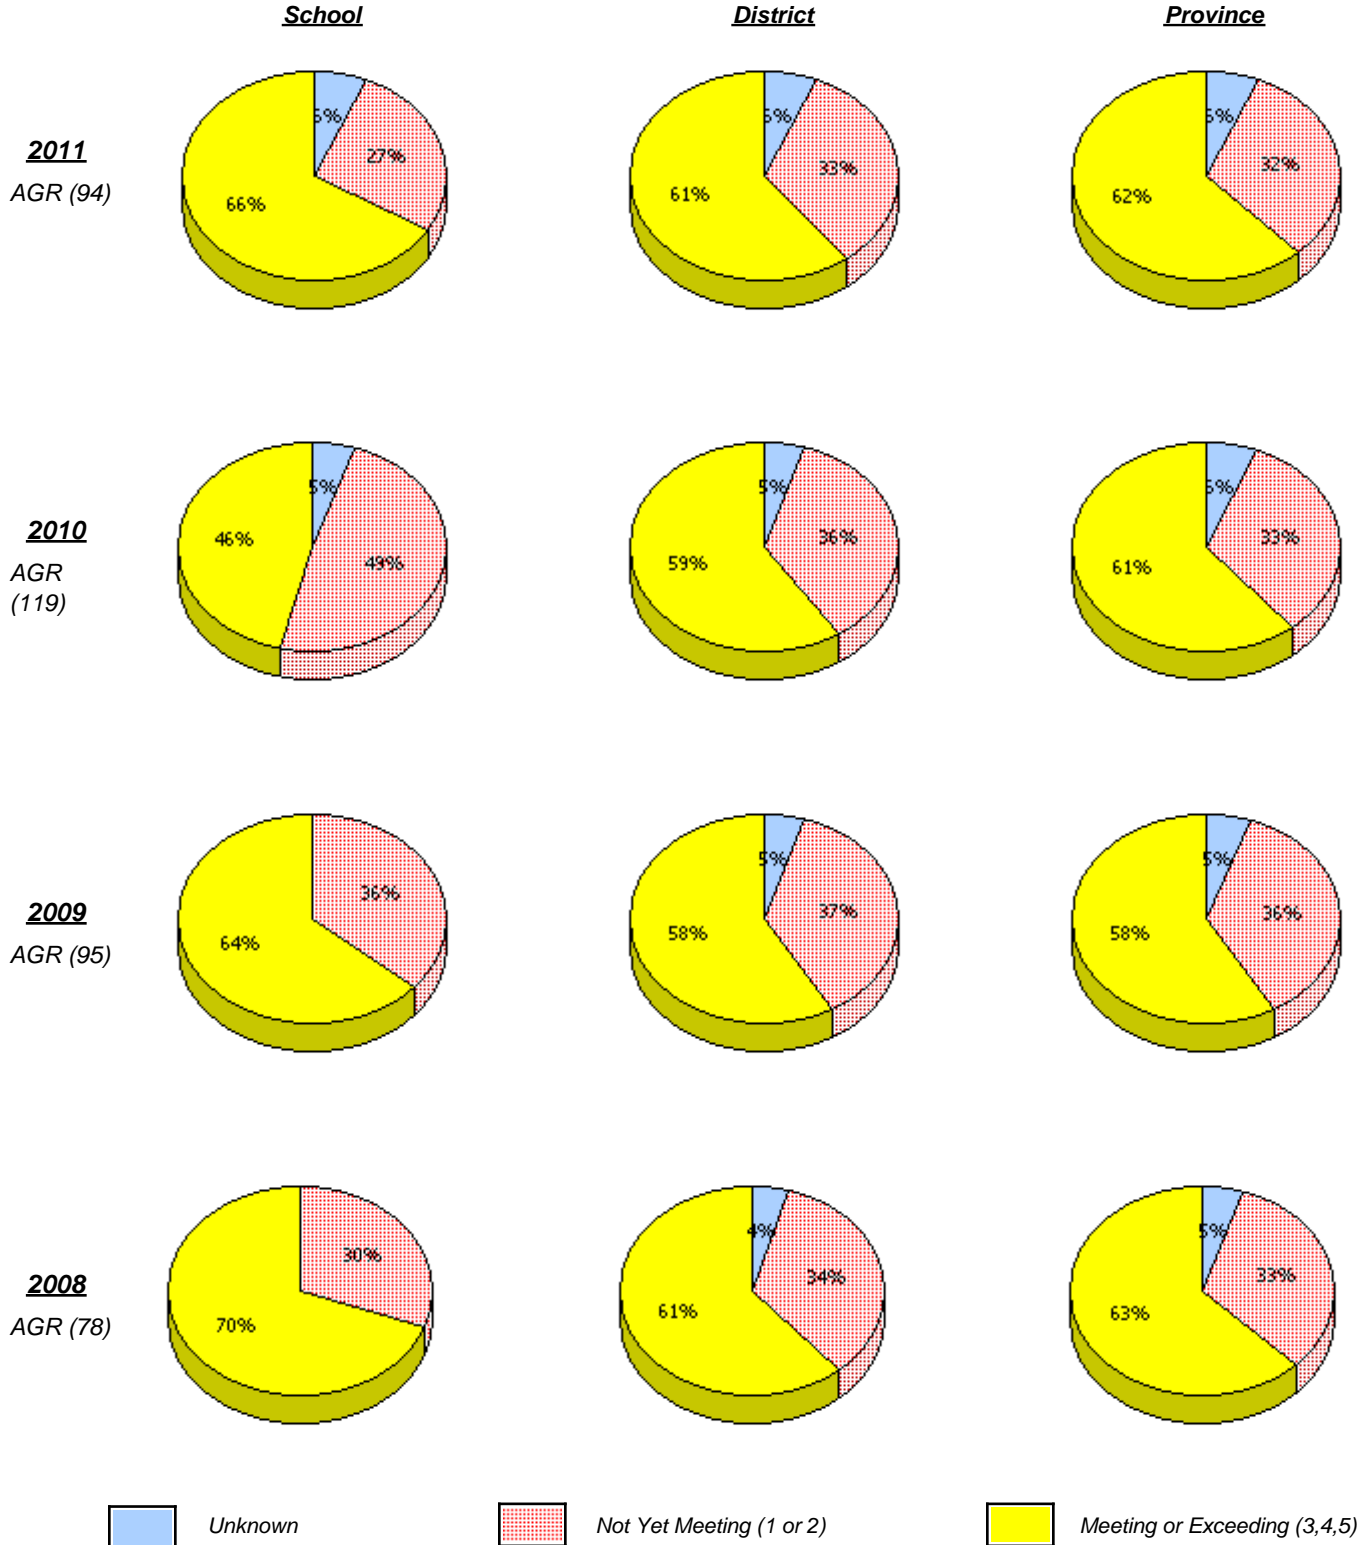 School District Province
2011
AGR (94)
6% 27% 66%
6% 33% 61%
6% 32% 62%
2010
AGR
(119)
5% 49% 46%
5% 36% 59%
6% 33% 61%
2009
AGR (95)
36% 64%
5% 37% 58%
5% 36% 58%
2008
AGR (78)
30% 70%
4% 34% 61%
5% 33% 63%
Unknown Not Yet Meeting (1 or 2) Meeting or Exceeding (3,4,5)